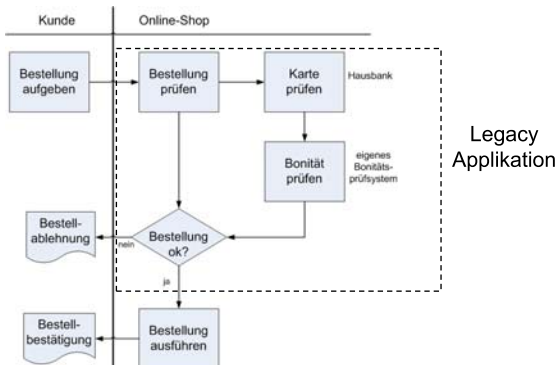 Kunde
Online-Shop
Bestellung
aufgeben
Bestellung
prüfen
Karte
prüfen
Hausbank
Legacy
Applikation
Bonität
prüfen
eigenes
Bonitäts-
prüfsystem
Bestell-
ablehnung
nein
Bestellung
ok?
ja
Bestell-
bestätigung
Bestellung
ausführen